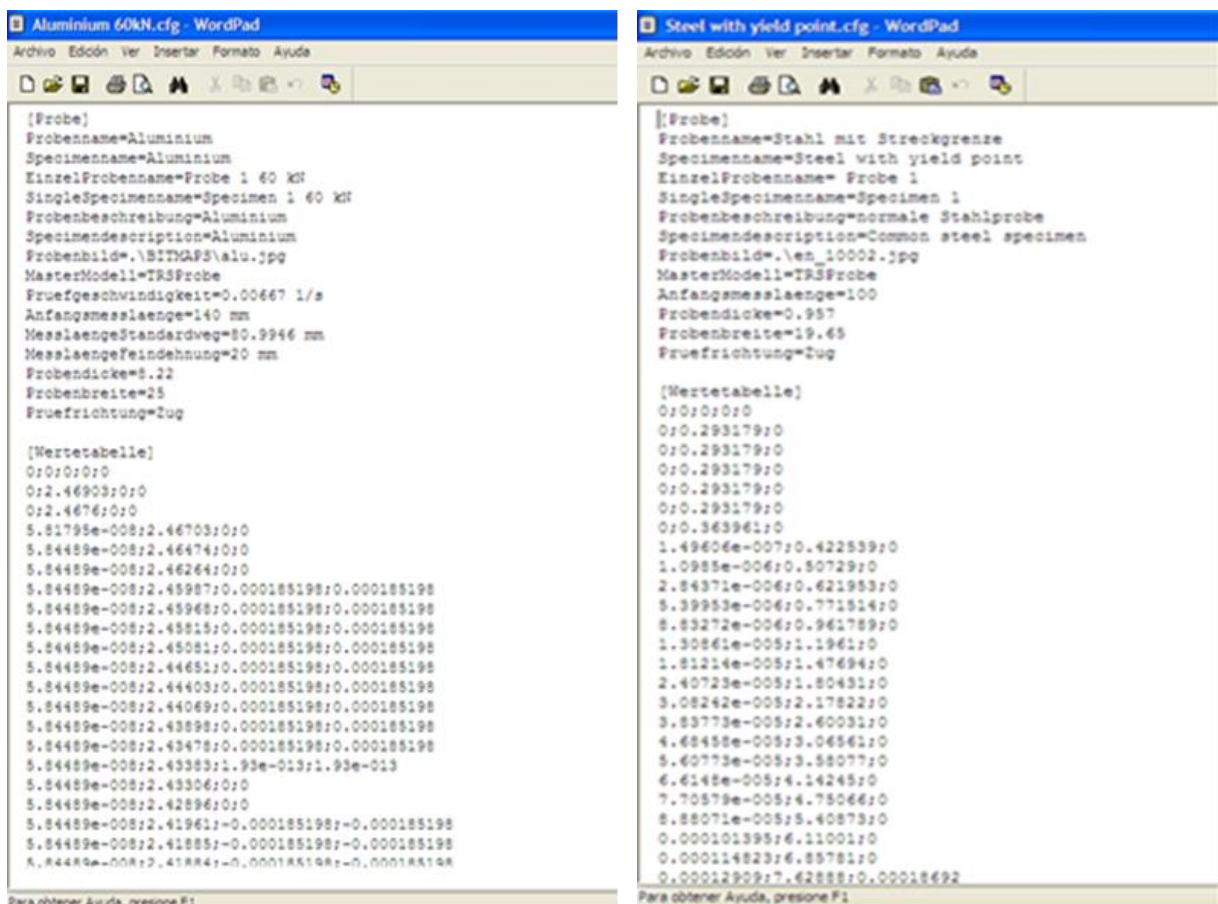 Aluminium 60kN.cfg - WordPad
Archivo Edición Ver Insertar Formato Ayuda
[Probe]
Probenname=Aluminium
Specimenname=Aluminium
EinzelProbenname=Probe 1 60 kN
SingleSpecimenname=Specimen 1 60 kN
Probenbeschreibung=Aluminium
Specimendescription=Aluminium
Probenbild=.\BITMAPS\alu.jpg
MasterModell=TRSProbe
Pruefgeschwindigkeit=0.00667 1/s
Anfangsmesslaenge=140 mm
MesslaengeStandardweg=80.9946 mm
MesslaengeFeindehnung=20 mm
Probendicke=8.22
Probenbreite=25
Pruefrichtung=Zug
[Wertetabelle]
0;0;0;0;0
0;2.46903;0;0
0;2.4676;0;0
5.81795e-008;2.46703;0;0
5.84489e-008;2.46474;0;0
5.84489e-008;2.46264;0;0
5.84489e-008;2.45987;0.000185198;0.000185198
5.84489e-008;2.45968;0.000185198;0.000185198
5.84489e-008;2.45815;0.000185198;0.000185198
5.84489e-008;2.45081;0.000185198;0.000185198
5.84489e-008;2.44651;0.000185198;0.000185198
5.84489e-008;2.44403;0.000185198;0.000185198
5.84489e-008;2.44069;0.000185198;0.000185198
5.84489e-008;2.43898;0.000185198;0.000185198
5.84489e-008;2.43478;0.000185198;0.000185198
5.84489e-008;2.43383;1.93e-013;1.93e-013
5.84489e-008;2.43306;0;0
5.84489e-008;2.42896;0;0
5.84489e-008;2.41961;-0.000185198;-0.000185198
5.84489e-008;2.41885;-0.000185198;-0.000185198
5.84489e-008;2.41884;-0.000185198;-0.000185198
Para obtener Ayuda, presione F1
Steel with yield point.cfg - WordPad
Archivo Edición Ver Insertar Formato Ayuda
[Probe]
Probenname=Stahl mit Streckgrenze
Specimenname=Steel with yield point
EinzelProbenname= Probe 1
SingleSpecimenname=Specimen 1
Probenbeschreibung=normale Stahlprobe
Specimendescription=Common steel specimen
Probenbild=.\en_10002.jpg
MasterModell=TRSProbe
Anfangsmesslaenge=100
Probendicke=0.957
Probenbreite=19.65
Pruefrichtung=Zug
[Wertetabelle]
0;0;0;0;0
0;0.293179;0
0;0.293179;0
0;0.293179;0
0;0.293179;0
0;0.293179;0
0;0.363961;0
1.49606e-007;0.422539;0
1.0985e-006;0.50729;0
2.84371e-006;0.621953;0
5.39953e-006;0.771514;0
8.83272e-006;0.961789;0
1.30861e-005;1.1961;0
1.81214e-005;1.47694;0
2.40723e-005;1.80431;0
3.08242e-005;2.17822;0
3.83773e-005;2.60031;0
4.68458e-005;3.06561;0
5.60773e-005;3.58077;0
6.6148e-005;4.14245;0
7.70579e-005;4.75066;0
8.88071e-005;5.40873;0
0.000101395;6.11001;0
0.000114823;6.85781;0
0.00012909;7.62888;0.00018692
Para obtener Ayuda, presione F1